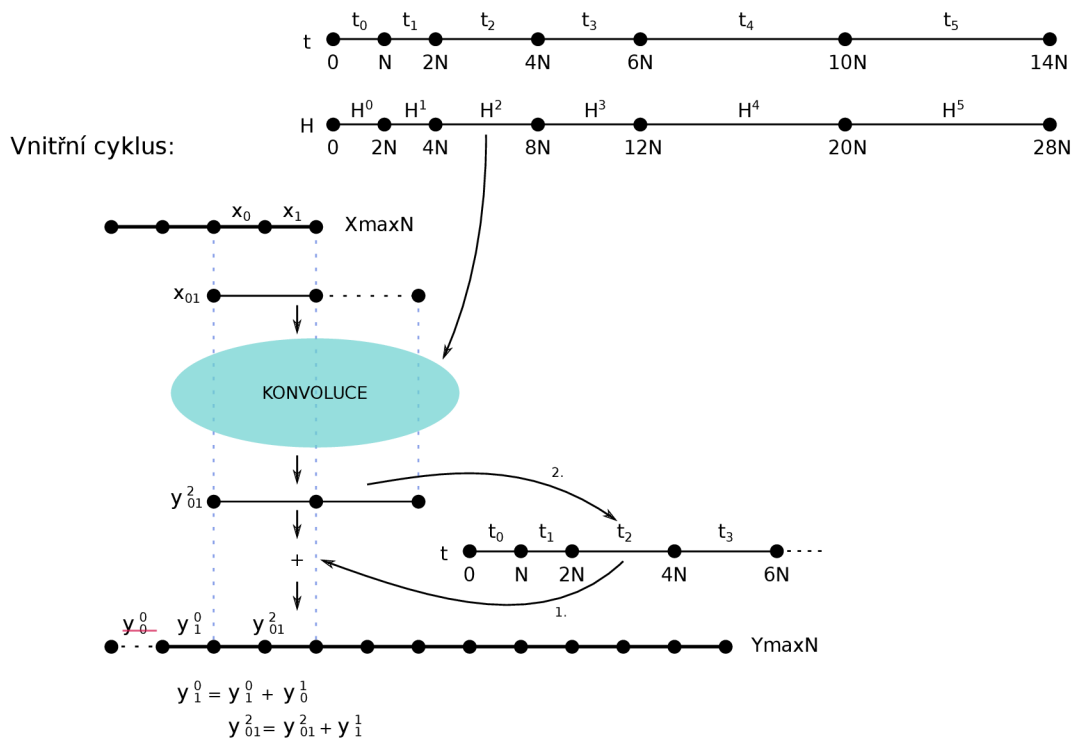 t₀ t₁ t₂ t₃ t₄ t₅
t
0 N 2N 4N 6N 10N 14N
H⁰ H¹ H² H³ H⁴ H⁵
H
0 2N 4N 8N 12N 20N 28N
Vnitřní cyklus:
x₀ x₁ XmaxN
x₀₁
KONVOLUCE
y²₀₁
2.
t₀ t₁ t₂ t₃
t
0 N 2N 4N 6N
+
1.
y⁰₀ y⁰₁ y²₀₁
YmaxN
y⁰₁ = y⁰₁ + y¹₀
y²₀₁ = y²₀₁ + y¹₁